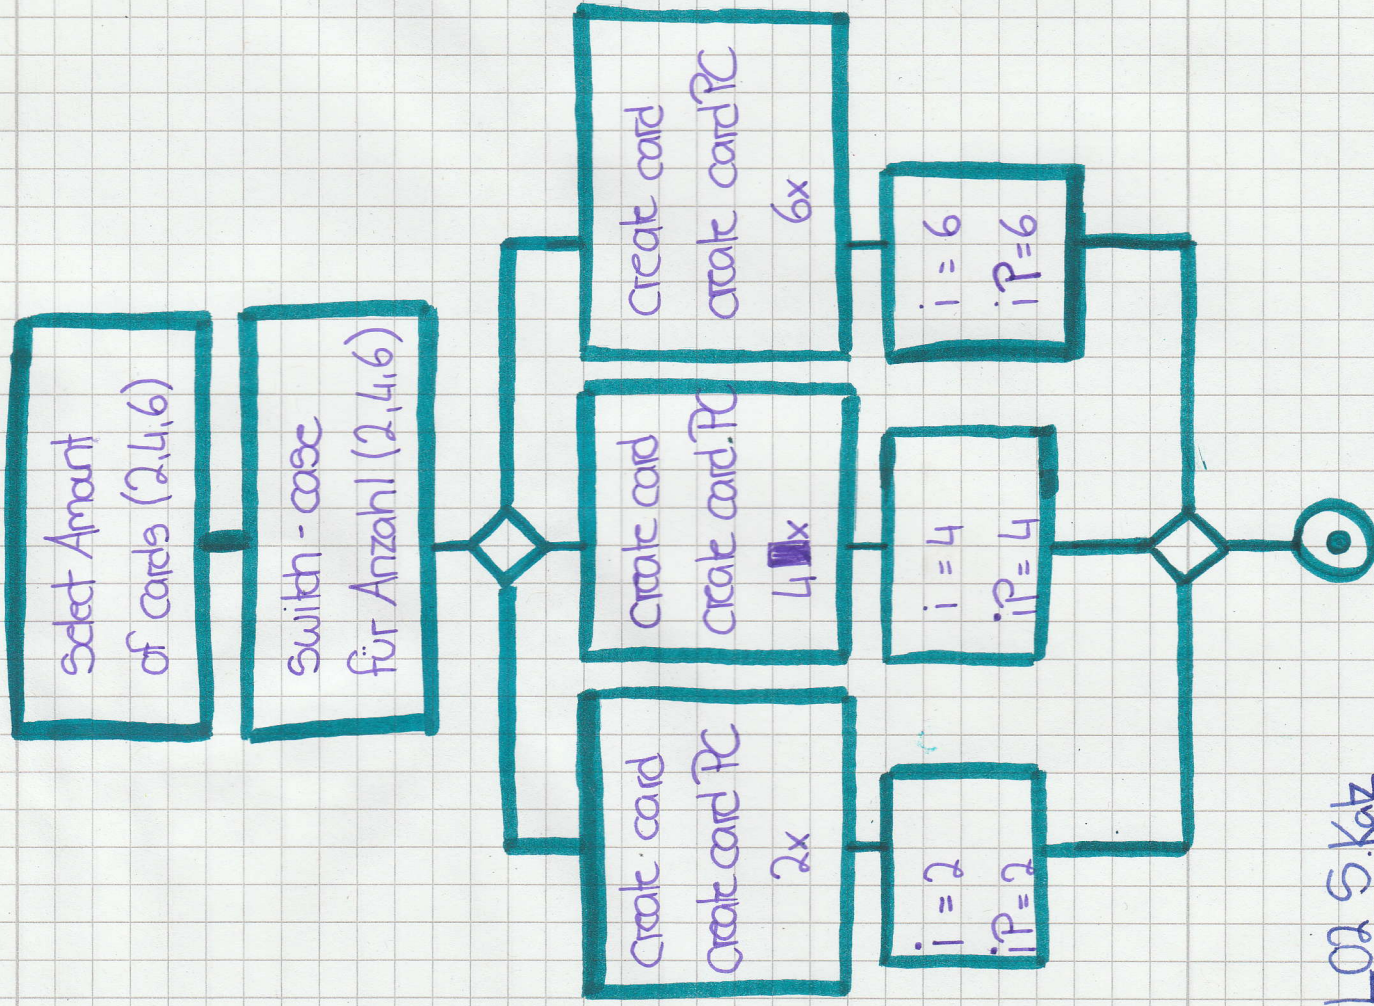 Select Amount
of cards (2,4,6)
Switch-case
für Anzahl (2,4,6)
Create card
Create card PC
2x
Create card
Create card.PC
4x
Create card
create card PC
6x
i = 2
iP = 2
i = 4
iP = 4
i = 6
iP = 6
L02 S.Katz